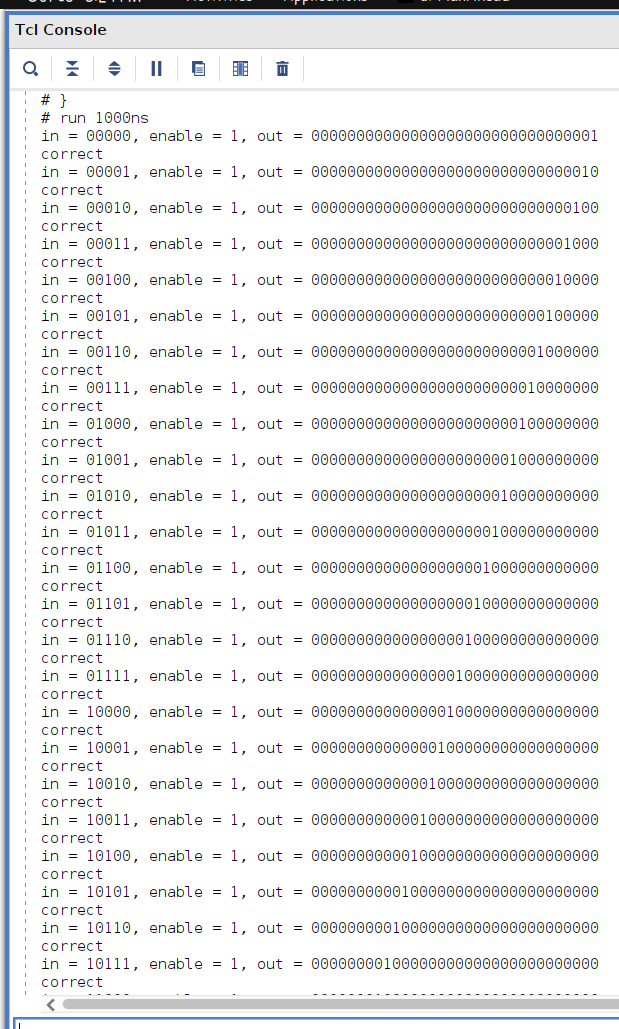 Tcl Console
# }
# run 1000ns
in = 00000, enable = 1, out = 00000000000000000000000000000001
correct
in = 00001, enable = 1, out = 00000000000000000000000000000010
correct
in = 00010, enable = 1, out = 00000000000000000000000000000100
correct
in = 00011, enable = 1, out = 00000000000000000000000000001000
correct
in = 00100, enable = 1, out = 00000000000000000000000000010000
correct
in = 00101, enable = 1, out = 00000000000000000000000000100000
correct
in = 00110, enable = 1, out = 00000000000000000000000001000000
correct
in = 00111, enable = 1, out = 00000000000000000000000010000000
correct
in = 01000, enable = 1, out = 00000000000000000000000100000000
correct
in = 01001, enable = 1, out = 00000000000000000000001000000000
correct
in = 01010, enable = 1, out = 00000000000000000000010000000000
correct
in = 01011, enable = 1, out = 00000000000000000000100000000000
correct
in = 01100, enable = 1, out = 00000000000000000001000000000000
correct
in = 01101, enable = 1, out = 00000000000000000010000000000000
correct
in = 01110, enable = 1, out = 00000000000000000100000000000000
correct
in = 01111, enable = 1, out = 00000000000000001000000000000000
correct
in = 10000, enable = 1, out = 00000000000000010000000000000000
correct
in = 10001, enable = 1, out = 00000000000000100000000000000000
correct
in = 10010, enable = 1, out = 00000000000001000000000000000000
correct
in = 10011, enable = 1, out = 00000000000010000000000000000000
correct
in = 10100, enable = 1, out = 00000000000100000000000000000000
correct
in = 10101, enable = 1, out = 00000000001000000000000000000000
correct
in = 10110, enable = 1, out = 00000000010000000000000000000000
correct
in = 10111, enable = 1, out = 00000000100000000000000000000000
correct